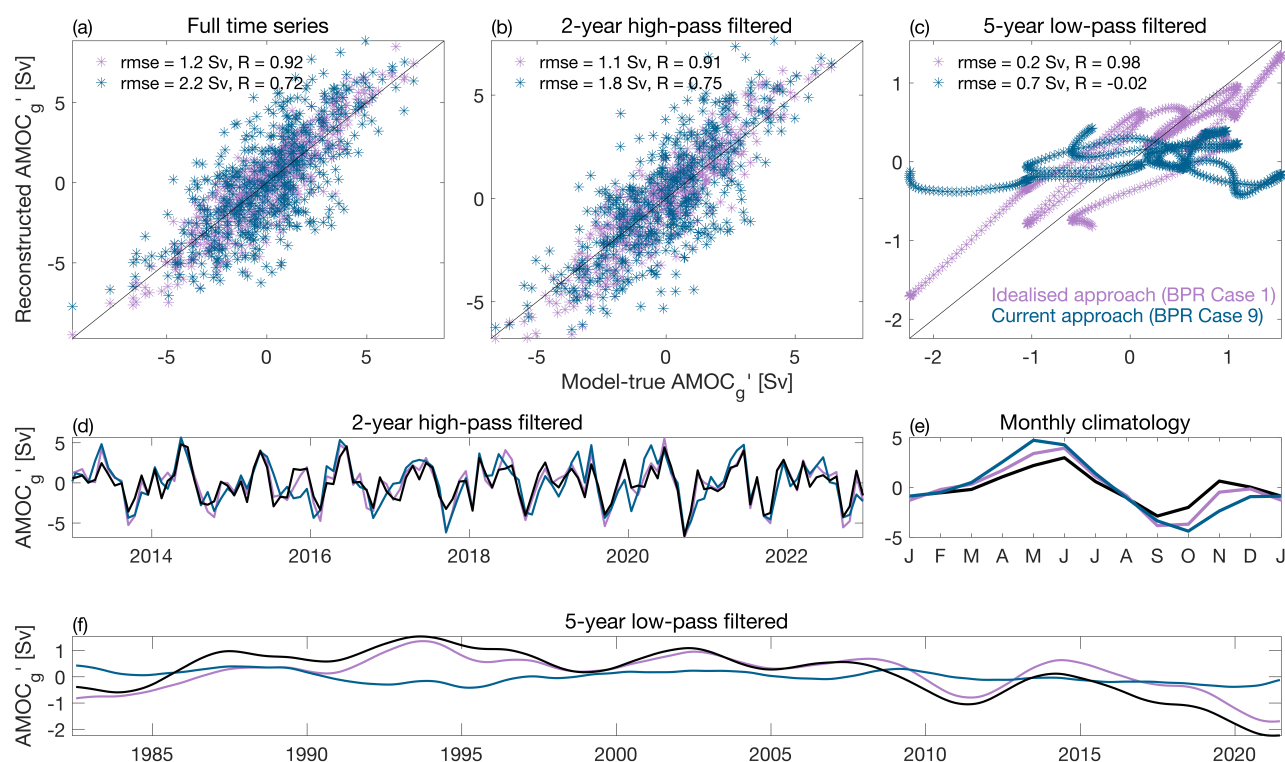 (a) Full time series
(b) 2-year high-pass filtered
(c) 5-year low-pass filtered
Reconstructed AMOCg' [Sv]
rmse = 1.2 Sv, R = 0.92
rmse = 2.2 Sv, R = 0.72
5
0
-5
-5 0 5
rmse = 1.1 Sv, R = 0.91
rmse = 1.8 Sv, R = 0.75
5
0
-5
-5 0 5
rmse = 0.2 Sv, R = 0.98
rmse = 0.7 Sv, R = -0.02
1
0
-1
-2
Idealised approach (BPR Case 1)
Current approach (BPR Case 9)
-2 -1 0 1
Model-true AMOCg' [Sv]
(d) 2-year high-pass filtered
AMOCg' [Sv]
5
0
-5
2014 2016 2018 2020 2022
(e) Monthly climatology
5
0
-5
J F M A M J J A S O N D J
(f) 5-year low-pass filtered
AMOCg' [Sv]
1
0
-1
-2
1985 1990 1995 2000 2005 2010 2015 2020